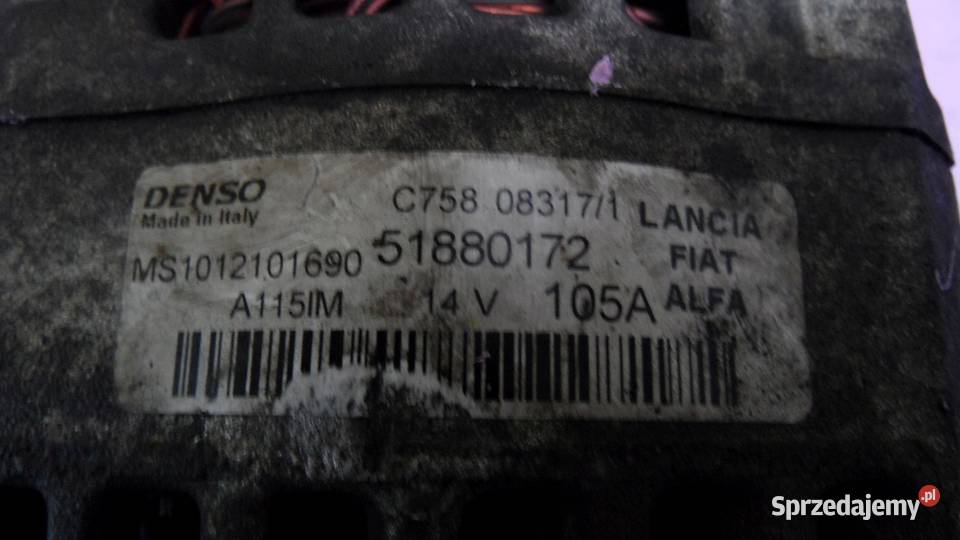 DENSO
Made in Italy
C758 08317/1
LANCIA
FIAT
ALFA
MS1012101690
51880172
A115IM 14 V 105A
Sprzedajemy.pl